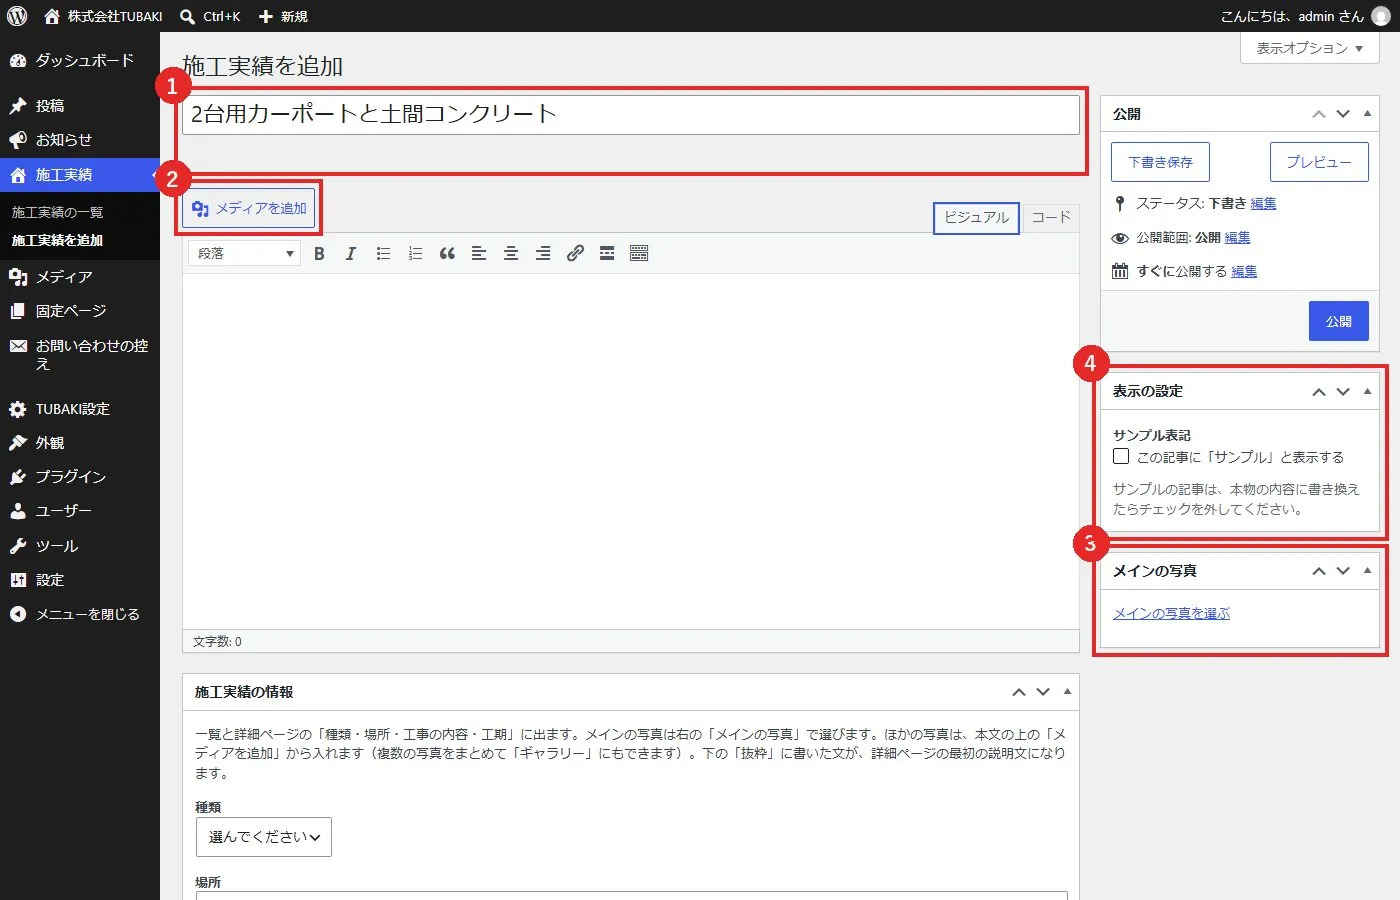 株式会社TUBAKI Ctrl+K 新規 こんにちは、admin さん
ダッシュボード
投稿
お知らせ
施工実績
施工実績の一覧
施工実績を追加
メディア
固定ページ
お問い合わせの控
え
TUBAKI設定
外観
プラグイン
ユーザー
ツール
設定
メニューを閉じる
表示オプション
施工実績を追加
1
2台用カーポートと土間コンクリート
2
メディアを追加
ビジュアル コード
段落 B I
文字数: 0
施工実績の情報
一覧と詳細ページの「種類・場所・工事の内容・工期」に出ます。メインの写真は右の「メインの写真」で選びます。ほかの写真は、本文の上の「メ
ディアを追加」から入れます（複数の写真をまとめて「ギャラリー」にもできます）。下の「抜粋」に書いた文が、詳細ページの最初の説明文になり
ます。
種類
選んでください
場所
公開
下書き保存 プレビュー
ステータス: 下書き 編集
公開範囲: 公開 編集
すぐに公開する 編集
公開
4
表示の設定
サンプル表記
この記事に「サンプル」と表示する
サンプルの記事は、本物の内容に書き換え
たらチェックを外してください。
3
メインの写真
メインの写真を選ぶ